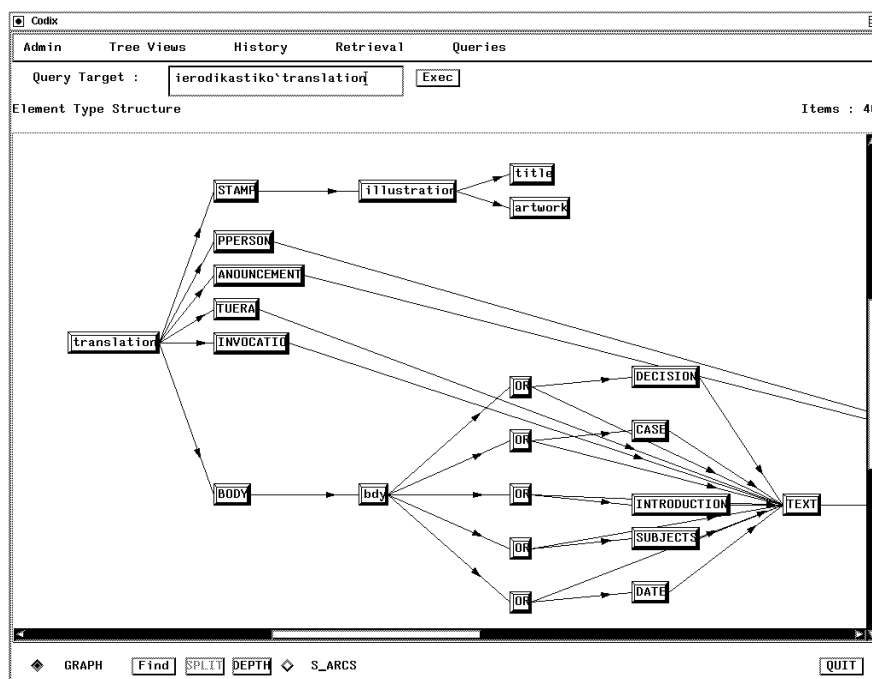 Codix
Admin Tree Views History Retrieval Queries
Query Target : ierodikastiko`translation Exec
Element Type Structure Items : 40
STAMP illustration title
artwork
PPERSON
ANOUNCEMENT
TUERA
translation INVOCATIO
OR DECISION
OR CASE
BODY bdy OR INTRODUCTION TEXT
OR SUBJECTS
OR DATE
GRAPH Find SPLIT DEPTH S_ARCS QUIT